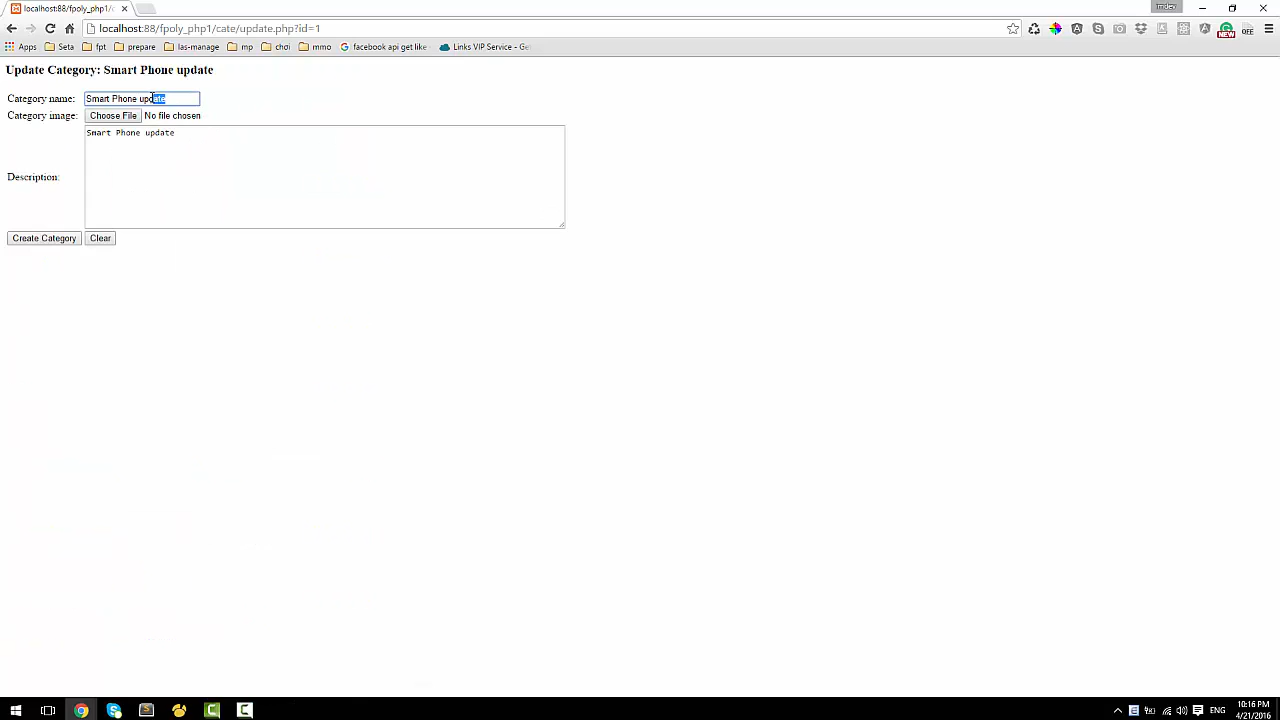 imdev
localhost:88/fpoly_php1/c
localhost:88/fpoly_php1/cate/update.php?id=1
Apps Seta fpt prepare las-manage mp choi mmo facebook api get like Links VIP Service - Ge
NEW OFF
Update Category: Smart Phone update
Category name: Smart Phone update
Category image: Choose File No file chosen
Smart Phone update
Description:
Create Category Clear
ENG
10:16 PM
4/21/2016